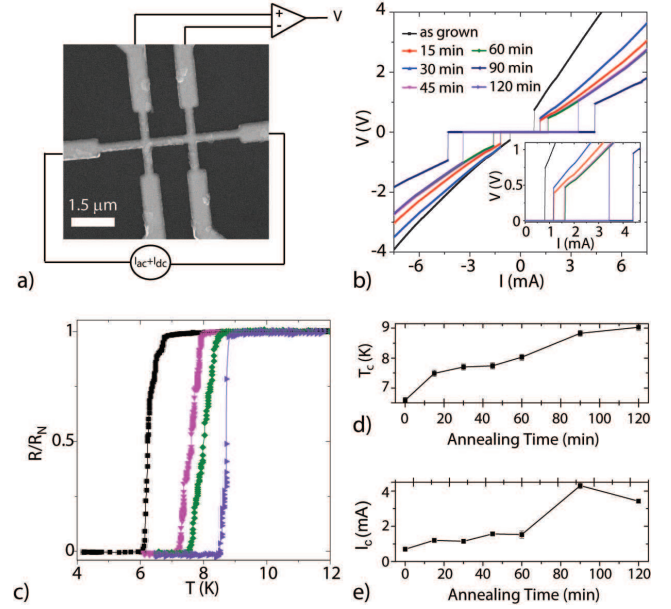 +
-
V
1.5 μm
Iac+Idc
a)
as grown
15 min
60 min
30 min
90 min
45 min
120 min
V (V)
4
2
0
-2
-4
-6
-3
0
3
6
I (mA)
V (V)
1
0.5
0
0 1 2 3 4
I (mA)
b)
R/RN
1
0.5
0
4 6 8 10 12
T (K)
c)
Tc (K)
9
8
7
0 20 40 60 80 100 120
Annealing Time (min)
d)
Ic (mA)
4
2
0
0 20 40 60 80 100 120
Annealing Time (min)
e)